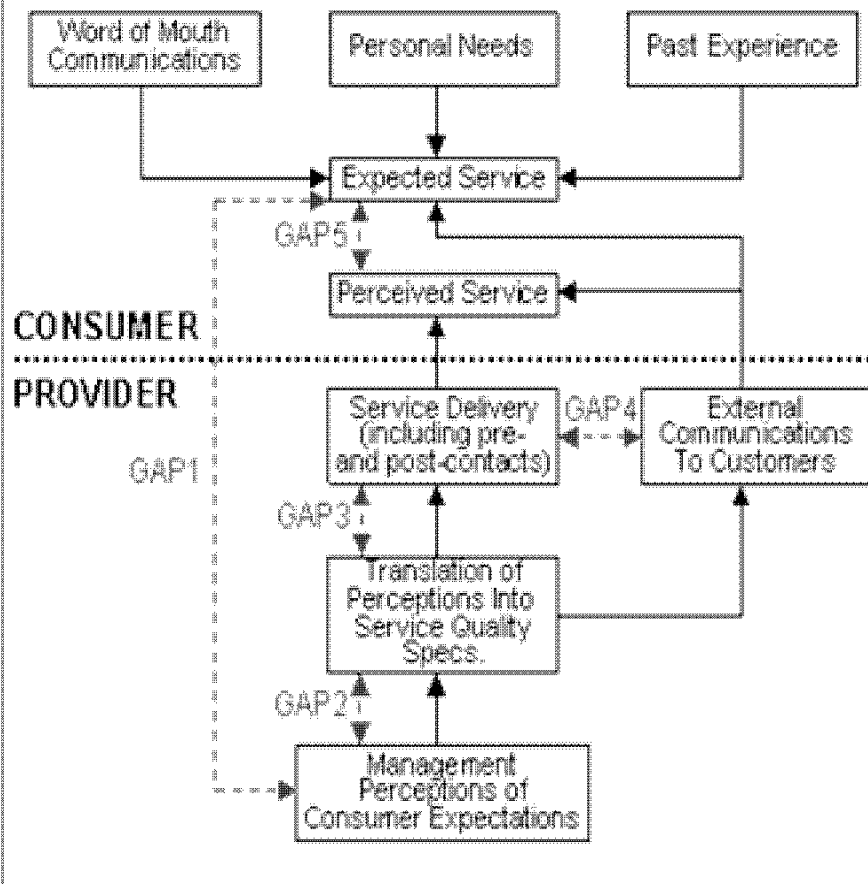 Word of Mouth
Communications
Personal Needs
Past Experience
Expected Service
GAP5
Perceived Service
CONSUMER
PROVIDER
Service Delivery
(including pre-
and post-contacts)
GAP4
External
Communications
To Customers
GAP1
GAP3
Translation of
Perceptions Into
Service Quality
Specs.
GAP2
Management
Perceptions of
Consumer Expectations